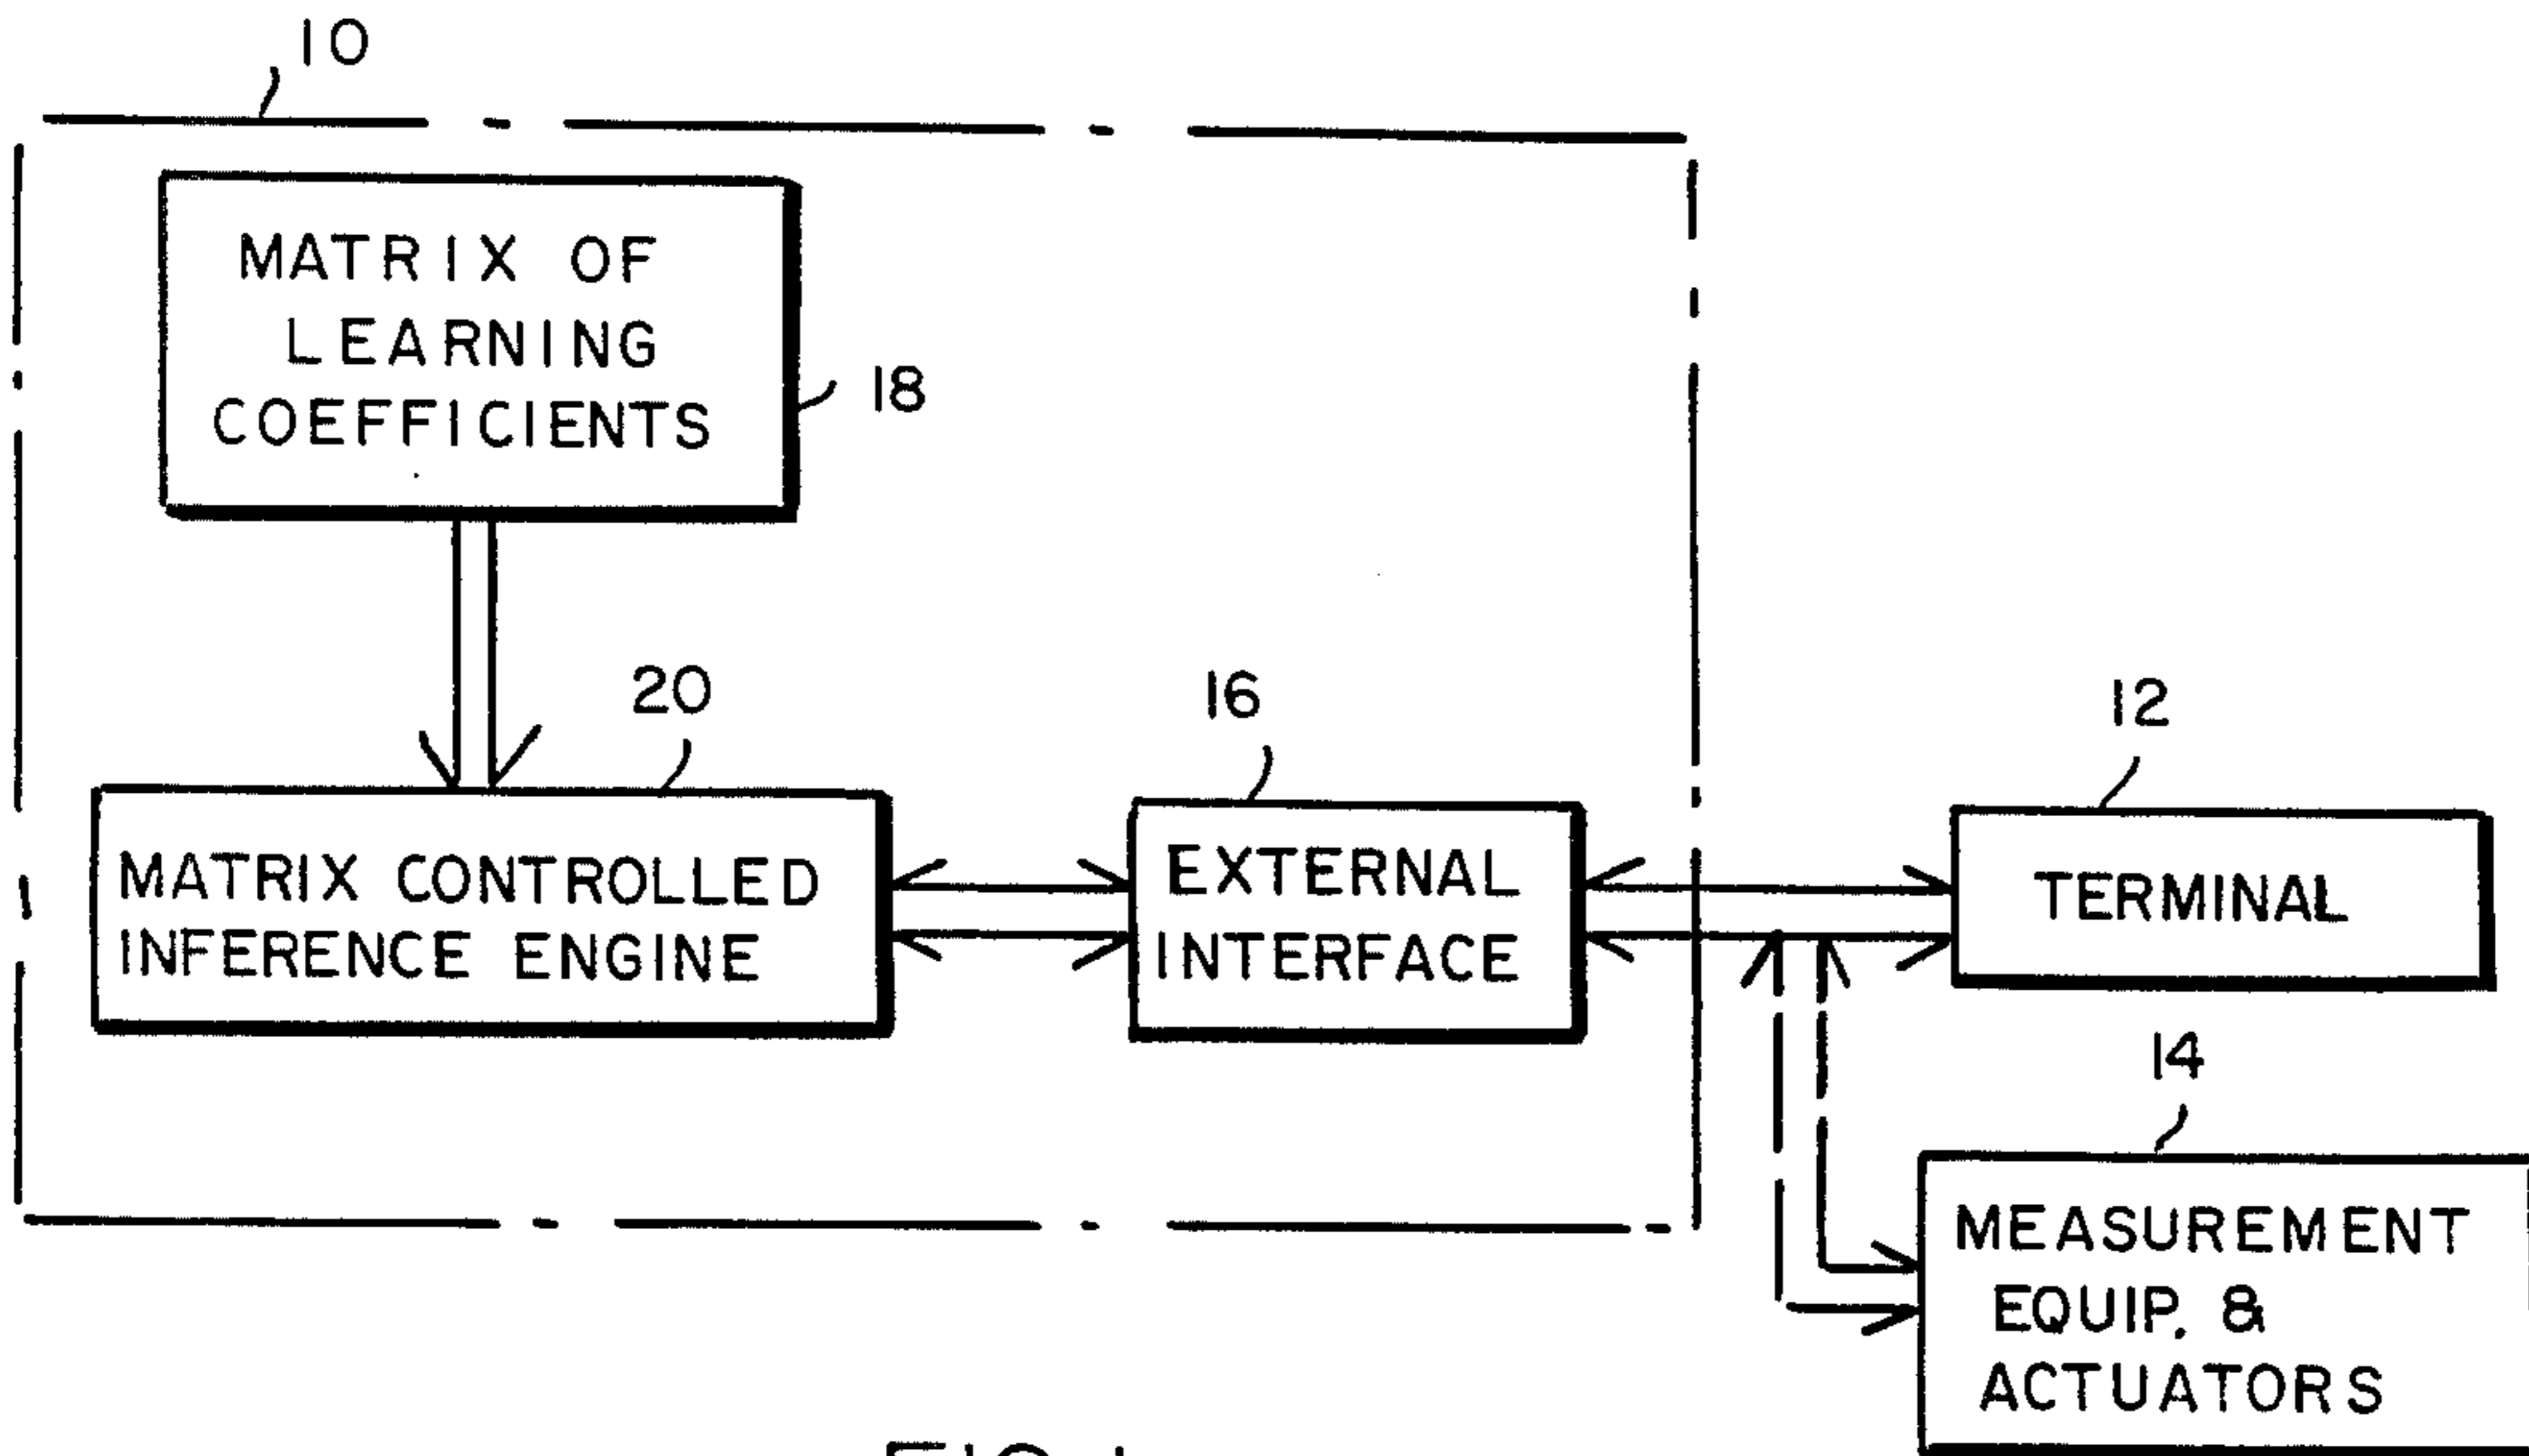 10
MATRIX OF
LEARNING
COEFFICIENTS
18
20
16
12
MATRIX CONTROLLED
INFERENCE ENGINE
EXTERNAL
INTERFACE
TERMINAL
14
MEASUREMENT
EQUIP. &
ACTUATORS